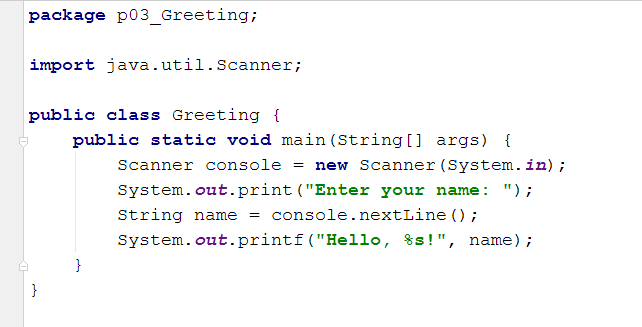 package p03_Greeting;
import java.util.Scanner;
public class Greeting {
public static void main(String[] args) {
Scanner console = new Scanner(System.in);
System.out.print("Enter your name: ");
String name = console.nextLine();
System.out.printf("Hello, %s!", name);
}
}